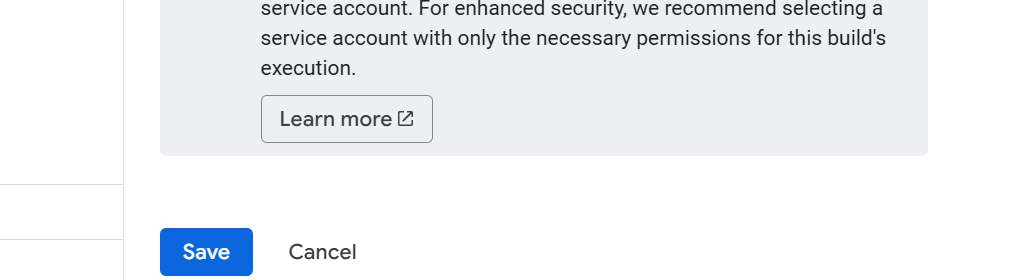 service account. For enhanced security, we recommend selecting a
service account with only the necessary permissions for this build's
execution.
Learn more
Save
Cancel